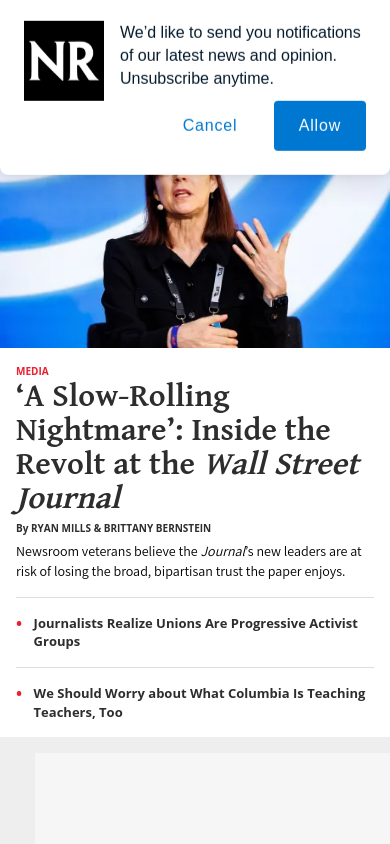 NR
We’d like to send you notifications
of our latest news and opinion.
Unsubscribe anytime.
Cancel
Allow
MEDIA
‘A Slow-Rolling
Nightmare’: Inside the
Revolt at the Wall Street
Journal
By RYAN MILLS & BRITTANY BERNSTEIN
Newsroom veterans believe the Journal’s new leaders are at
risk of losing the broad, bipartisan trust the paper enjoys.
• Journalists Realize Unions Are Progressive Activist
Groups
• We Should Worry about What Columbia Is Teaching
Teachers, Too